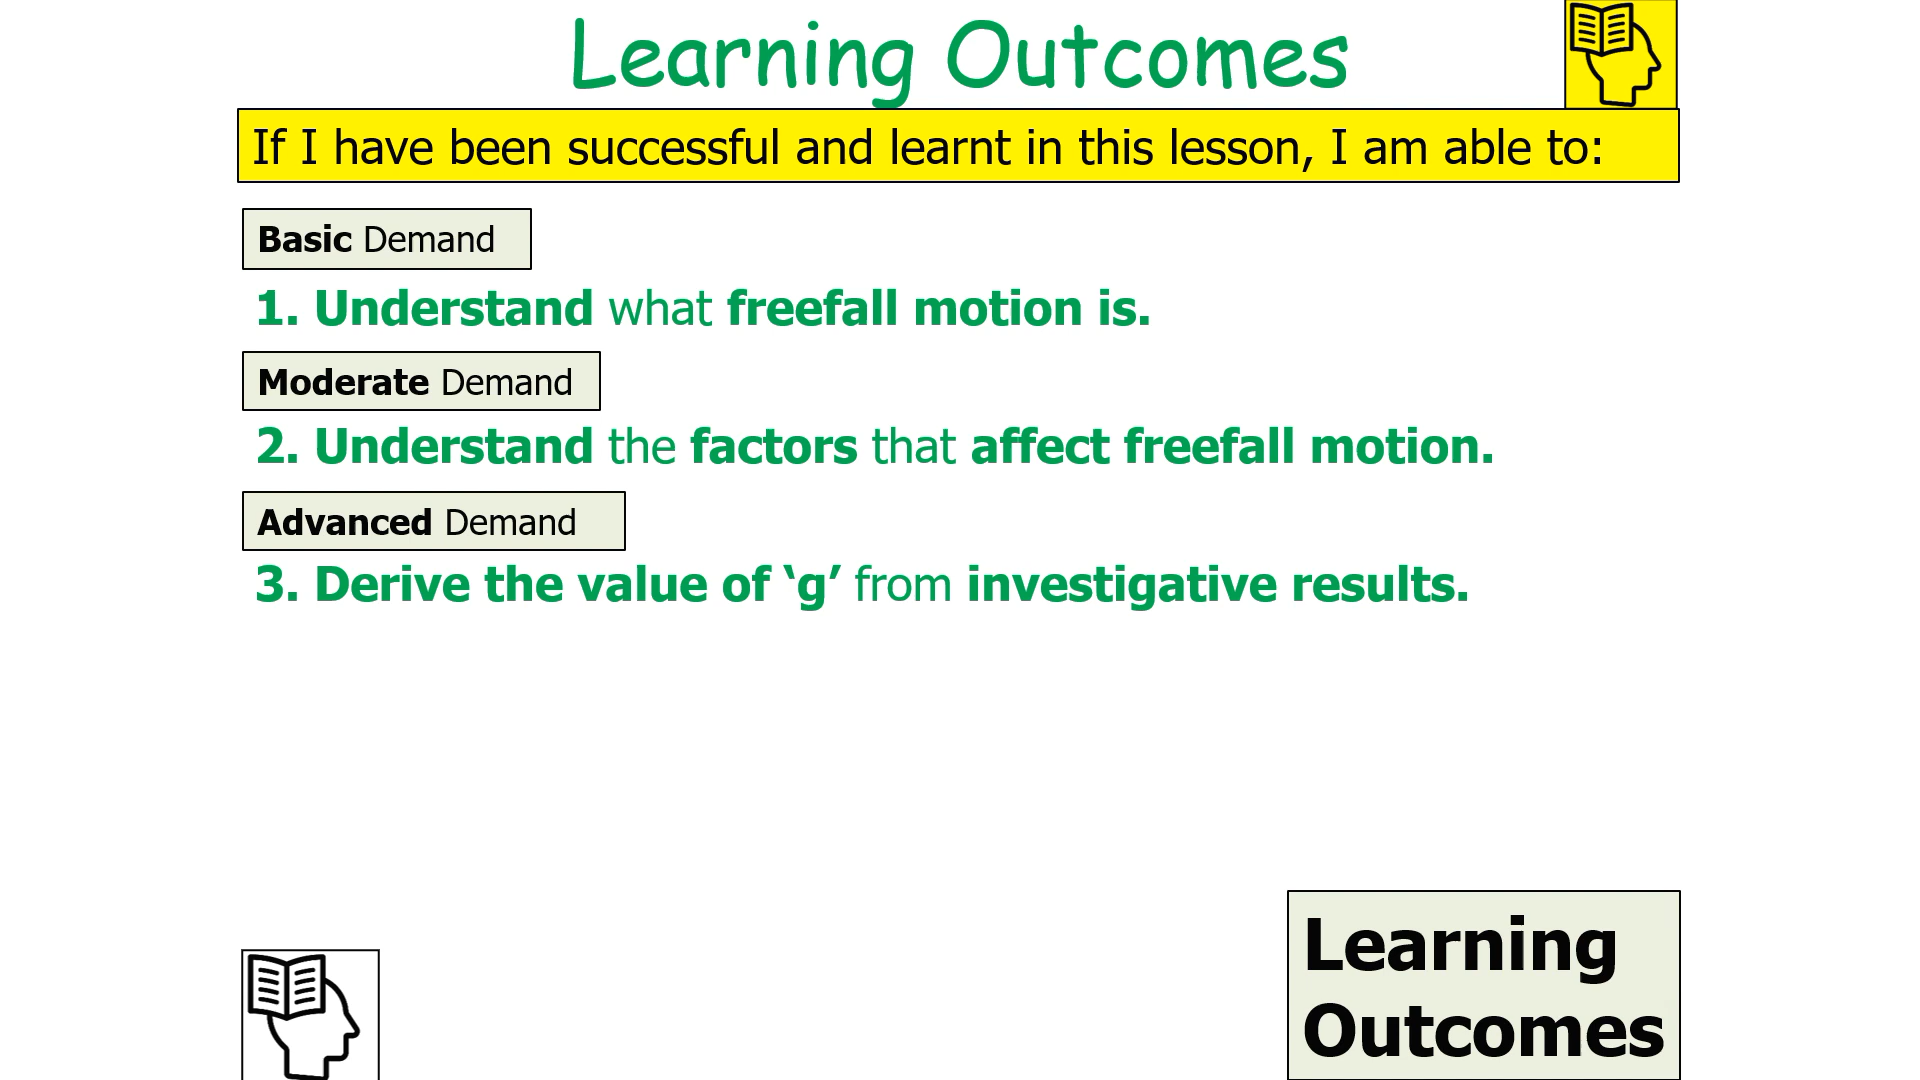 Learning Outcomes
If I have been successful and learnt in this lesson, I am able to:
Basic Demand
1. Understand what freefall motion is.
Moderate Demand
2. Understand the factors that affect freefall motion.
Advanced Demand
3. Derive the value of ‘g’ from investigative results.
Learning
Outcomes